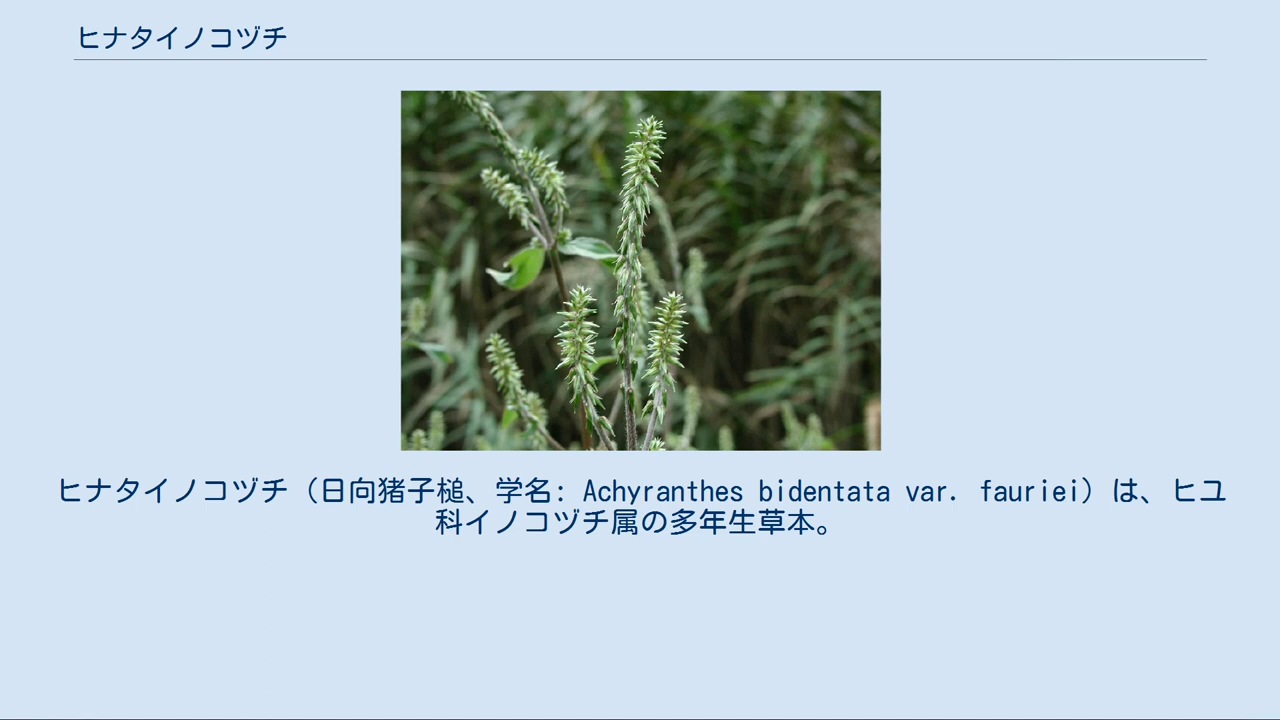 ヒナタイノコヅチ
ヒナタイノコヅチ（日向猪子槌、学名: Achyranthes bidentata var. fauriei）は、ヒユ
科イノコヅチ属の多年生草本。